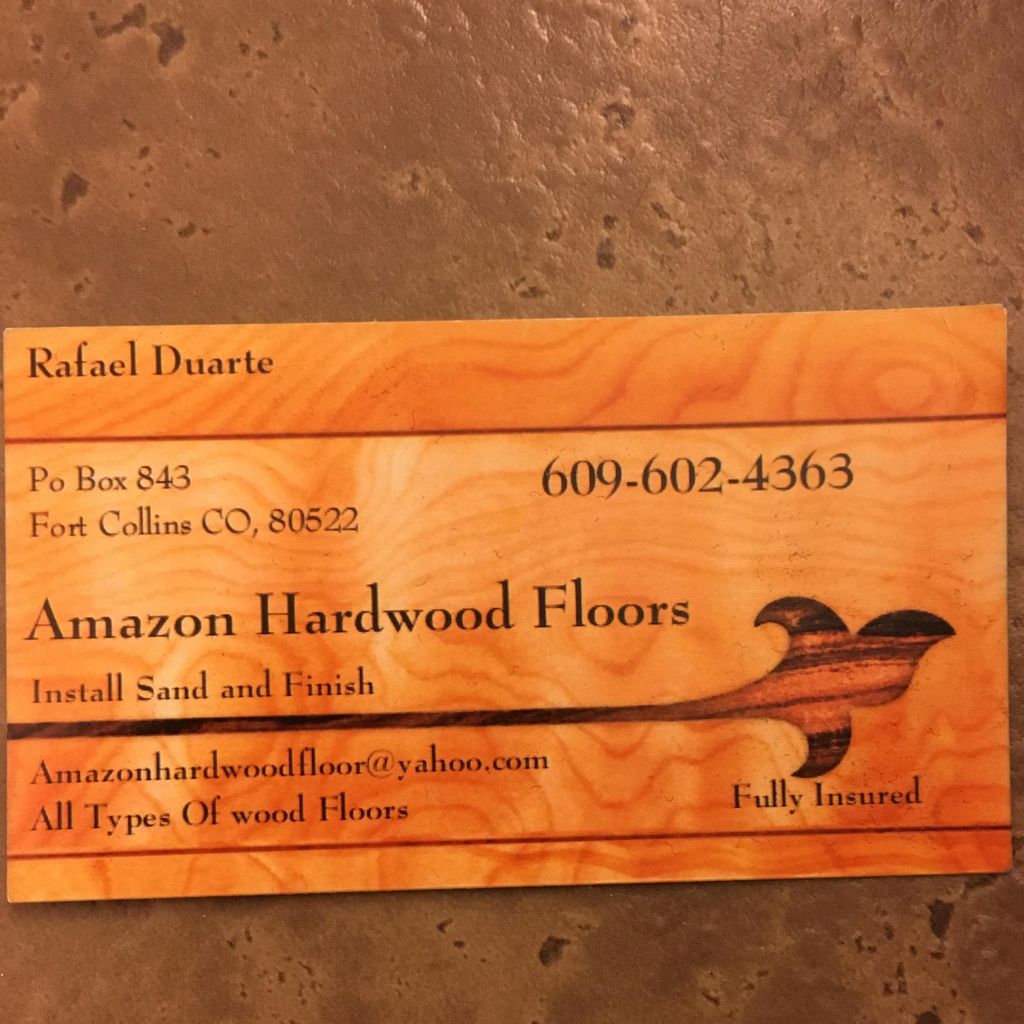 Rafael Duarte
Po Box 843
Fort Collins CO, 80522
609-602-4363
Amazon Hardwood Floors
Install Sand and Finish
Amazonhardwoodfloor@yahoo.com
All Types Of wood Floors
Fully Insured